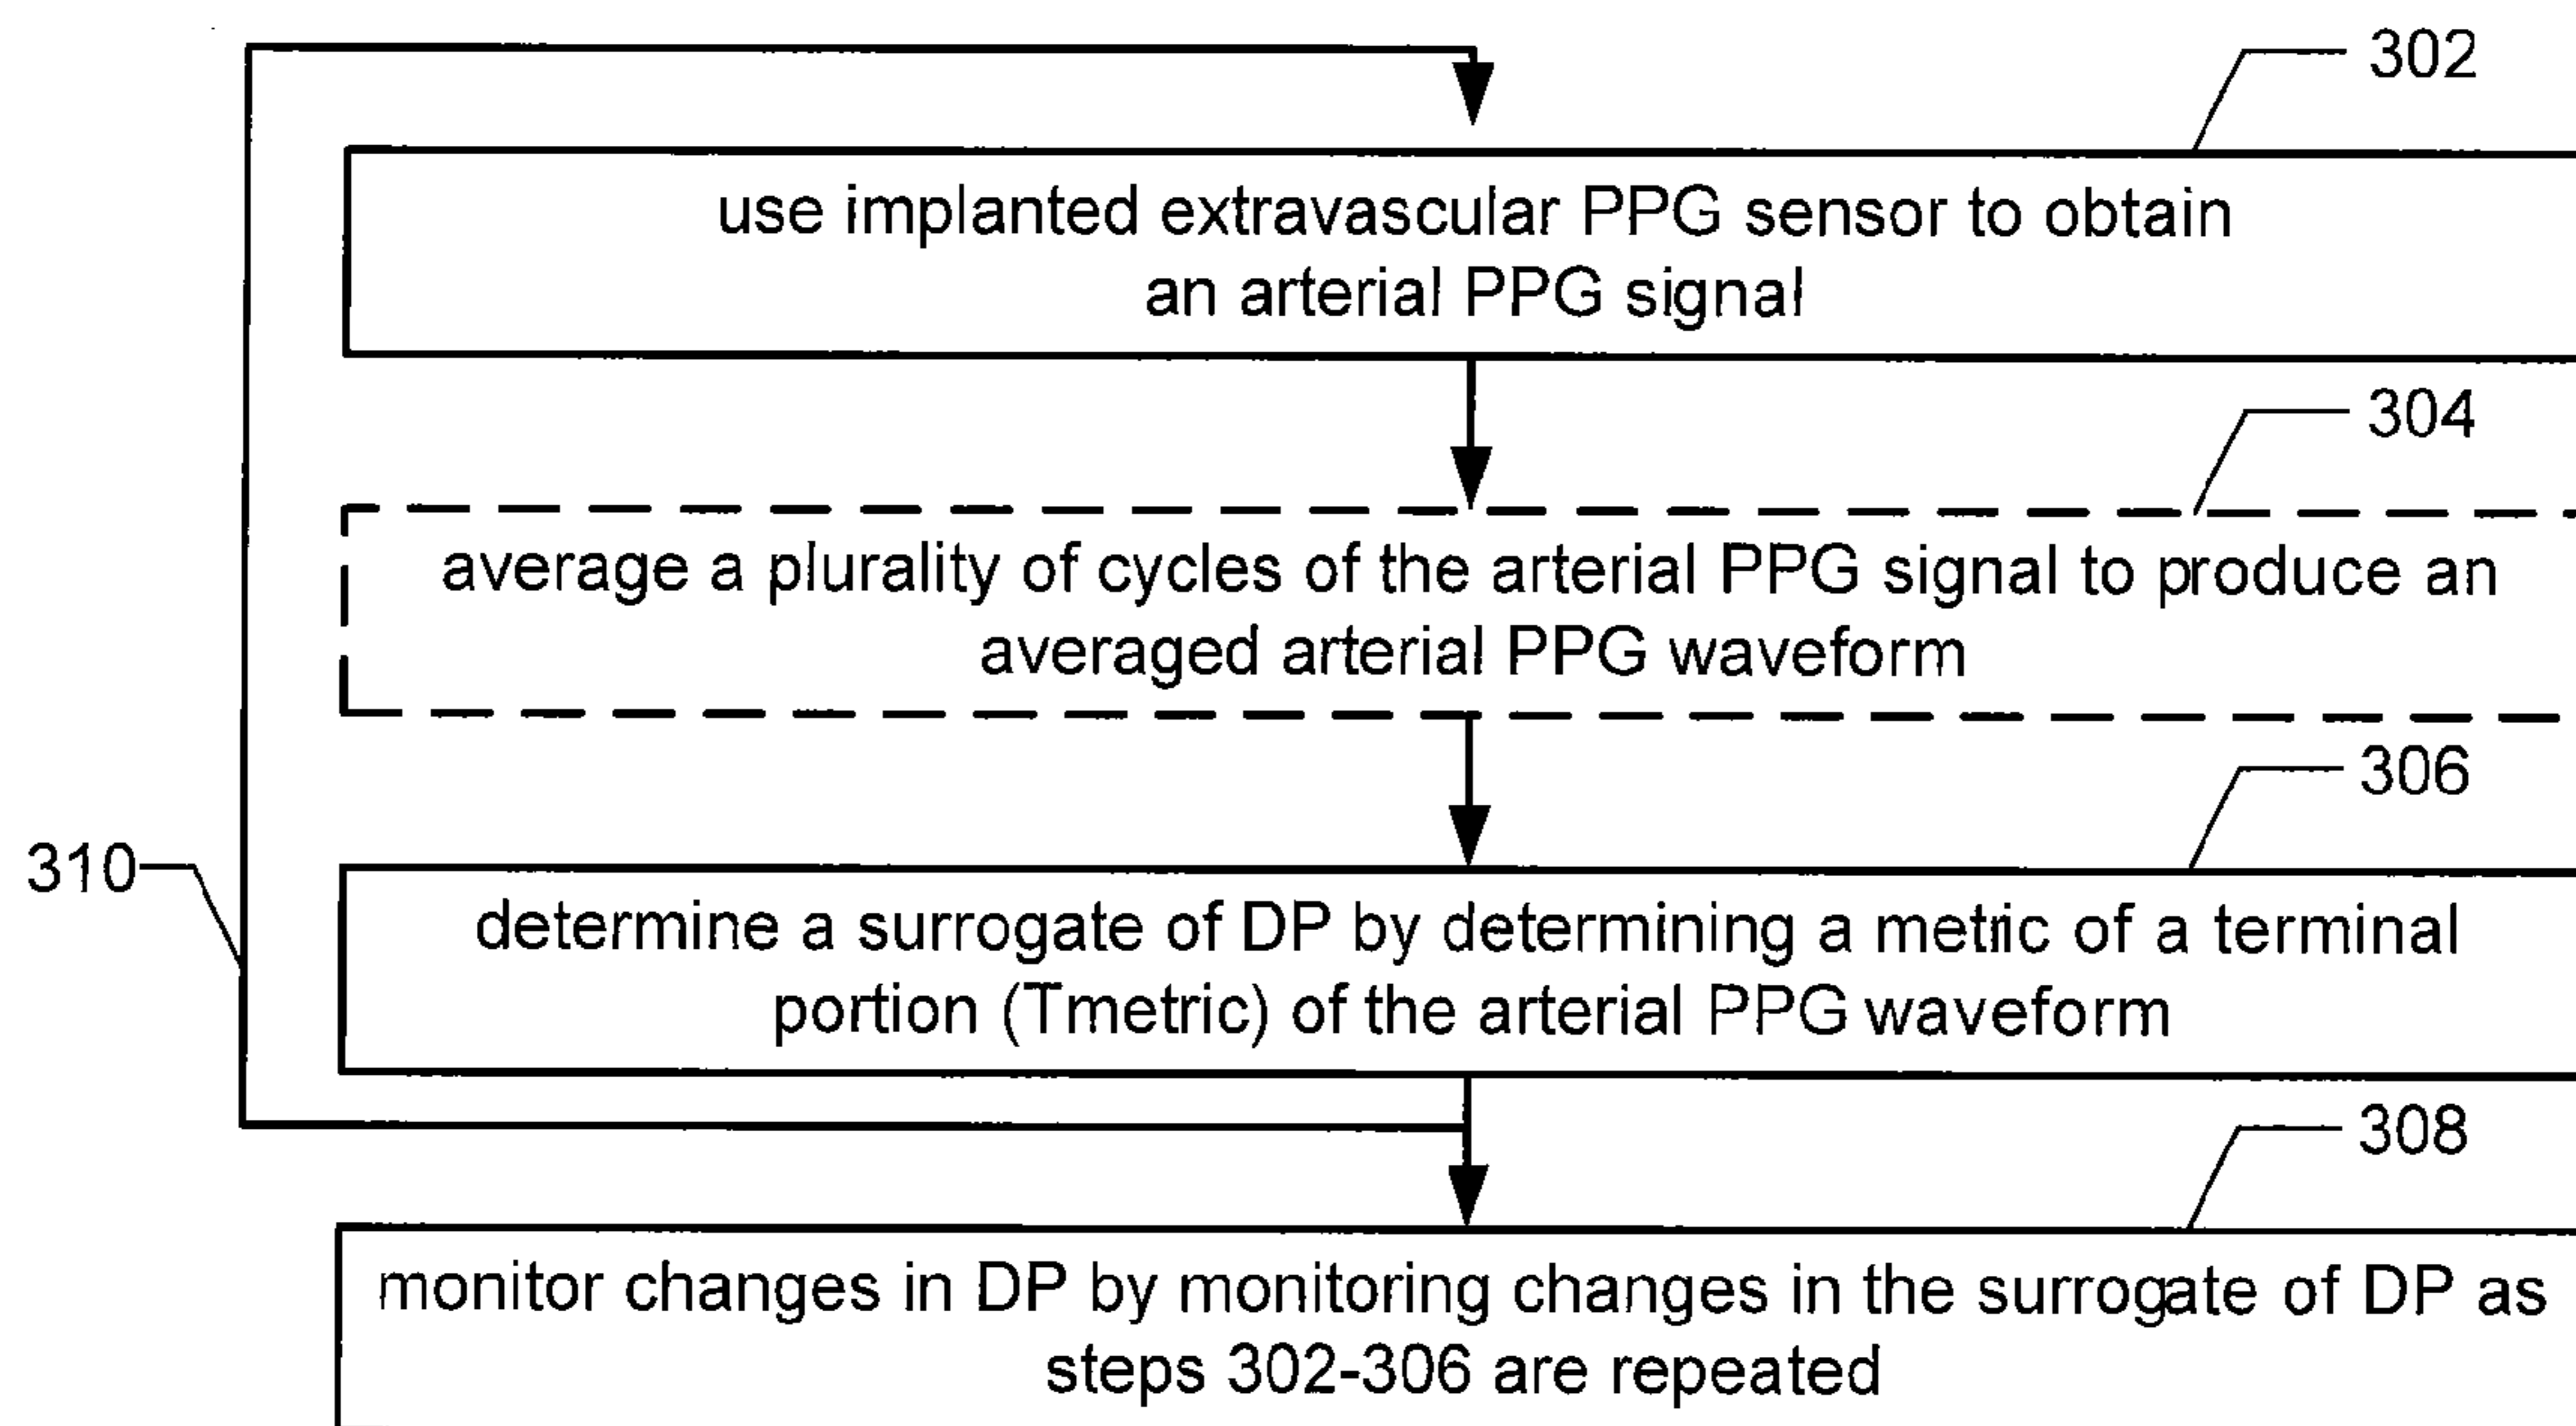 302
use implanted extravascular PPG sensor to obtain
an arterial PPG signal
304
average a plurality of cycles of the arterial PPG signal to produce an
averaged arterial PPG waveform
306
310
determine a surrogate of DP by determining a metric of a terminal
portion (Tmetric) of the arterial PPG waveform
308
monitor changes in DP by monitoring changes in the surrogate of DP as
steps 302-306 are repeated